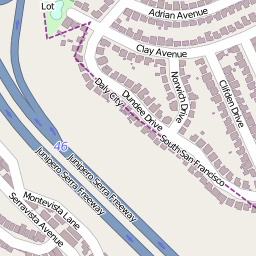 Lot
Adrian Avenue
Clay Avenue
Norwich Drive
Clifden Drive
Daly City
Dundee Drive
South San Francisco
46
Junipero Serra Freeway
Junipero Serra Freeway
Montevista Lane
Serravista Avenue